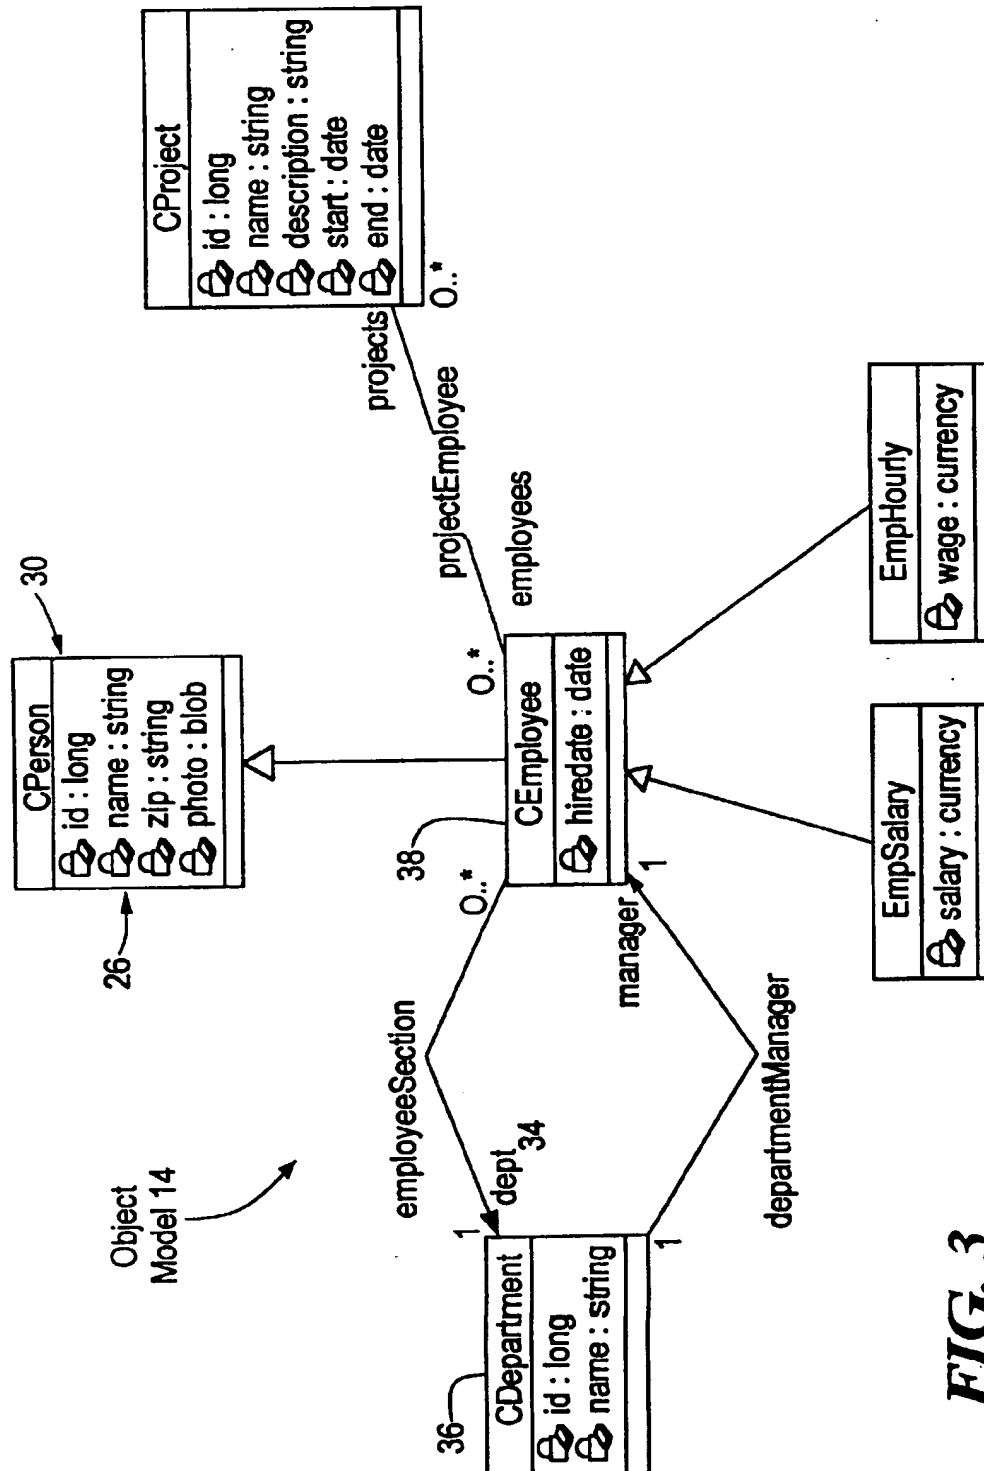 Object
Model 14
CPerson
id : long
name : string
zip : string
photo : blob
30
26
CProject
id : long
name : string
description : string
start : date
end : date
0..*
projects
projectEmployee
employees
0..*
38
CEmployee
hiredate : date
0..*
employeeSection
1
dept
34
36
CDepartment
id : long
name : string
1
departmentManager
manager
1
EmpSalary
salary : currency
EmpHourly
wage : currency
FIG. 3